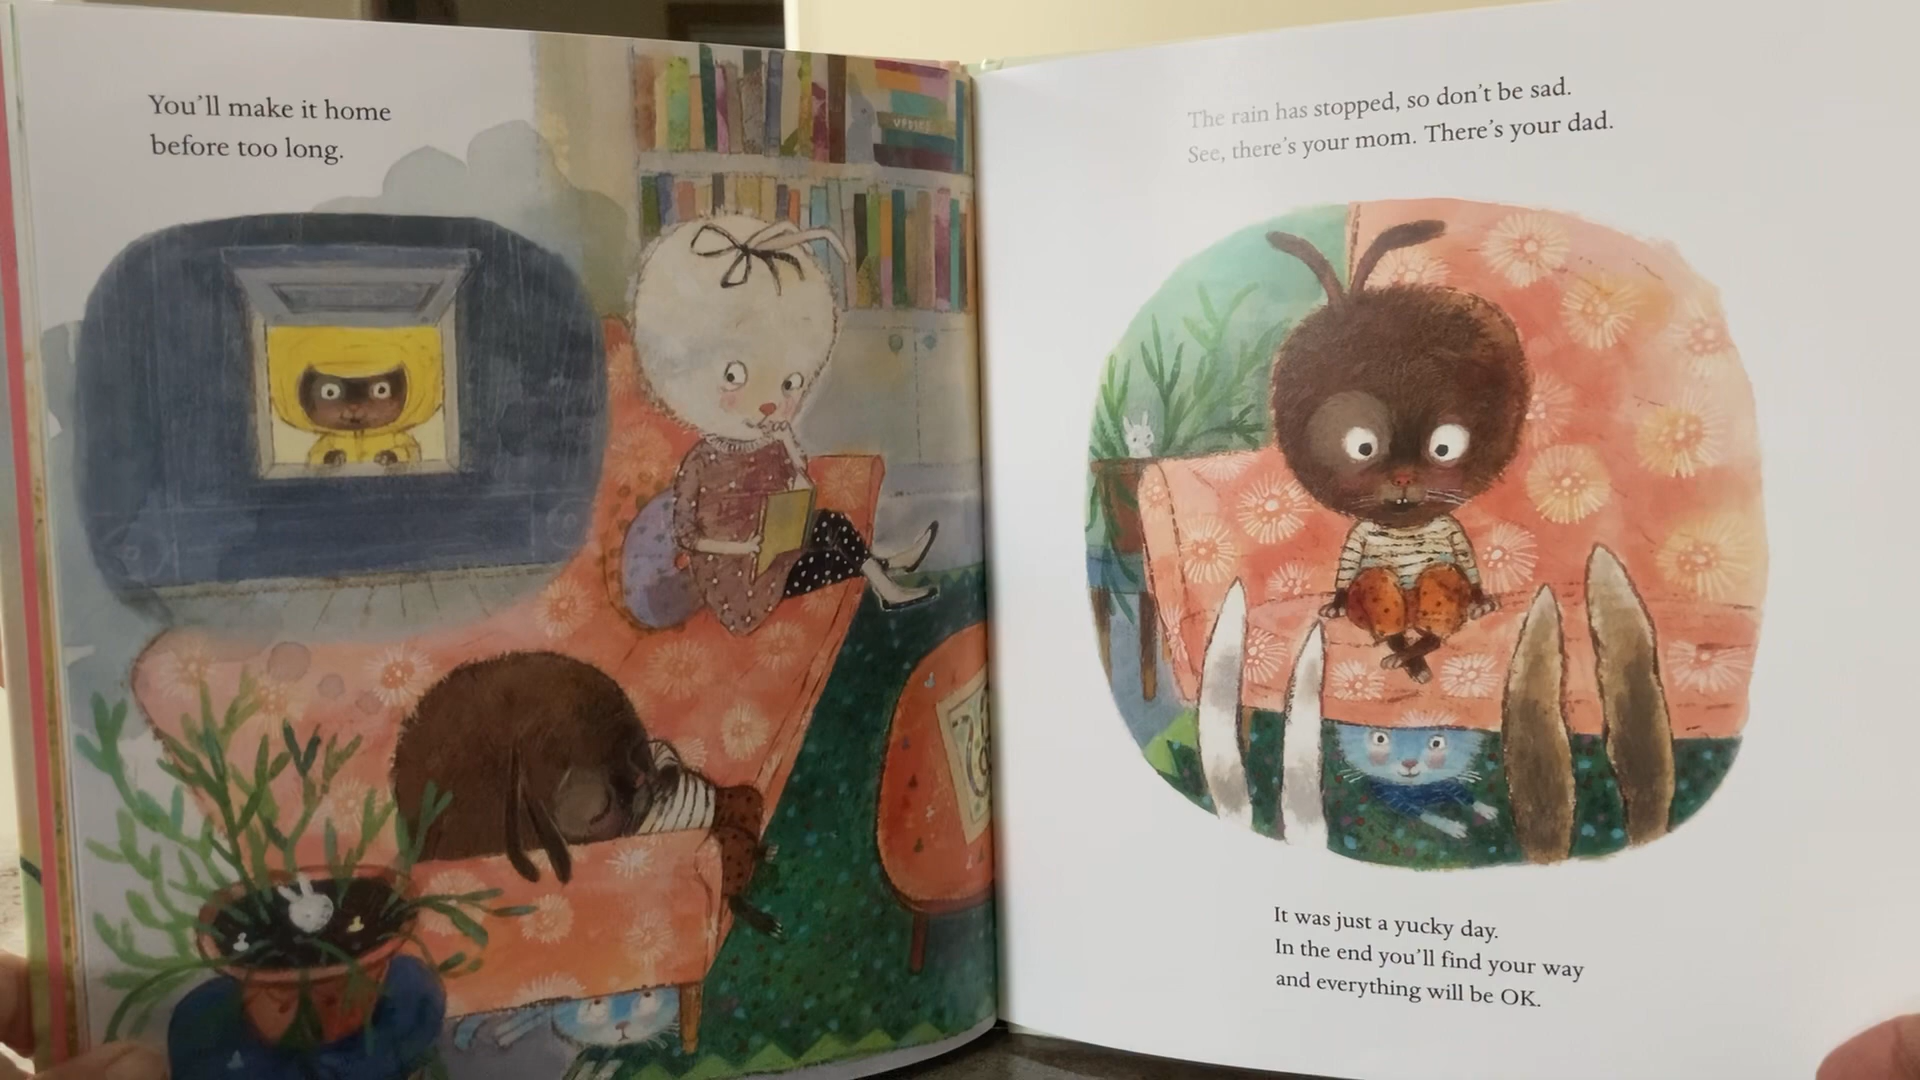 You'll make it home
before too long.
The rain has stopped, so don't be sad.
See, there's your mom. There's your dad.
It was just a yucky day.
In the end you'll find your way
and everything will be OK.